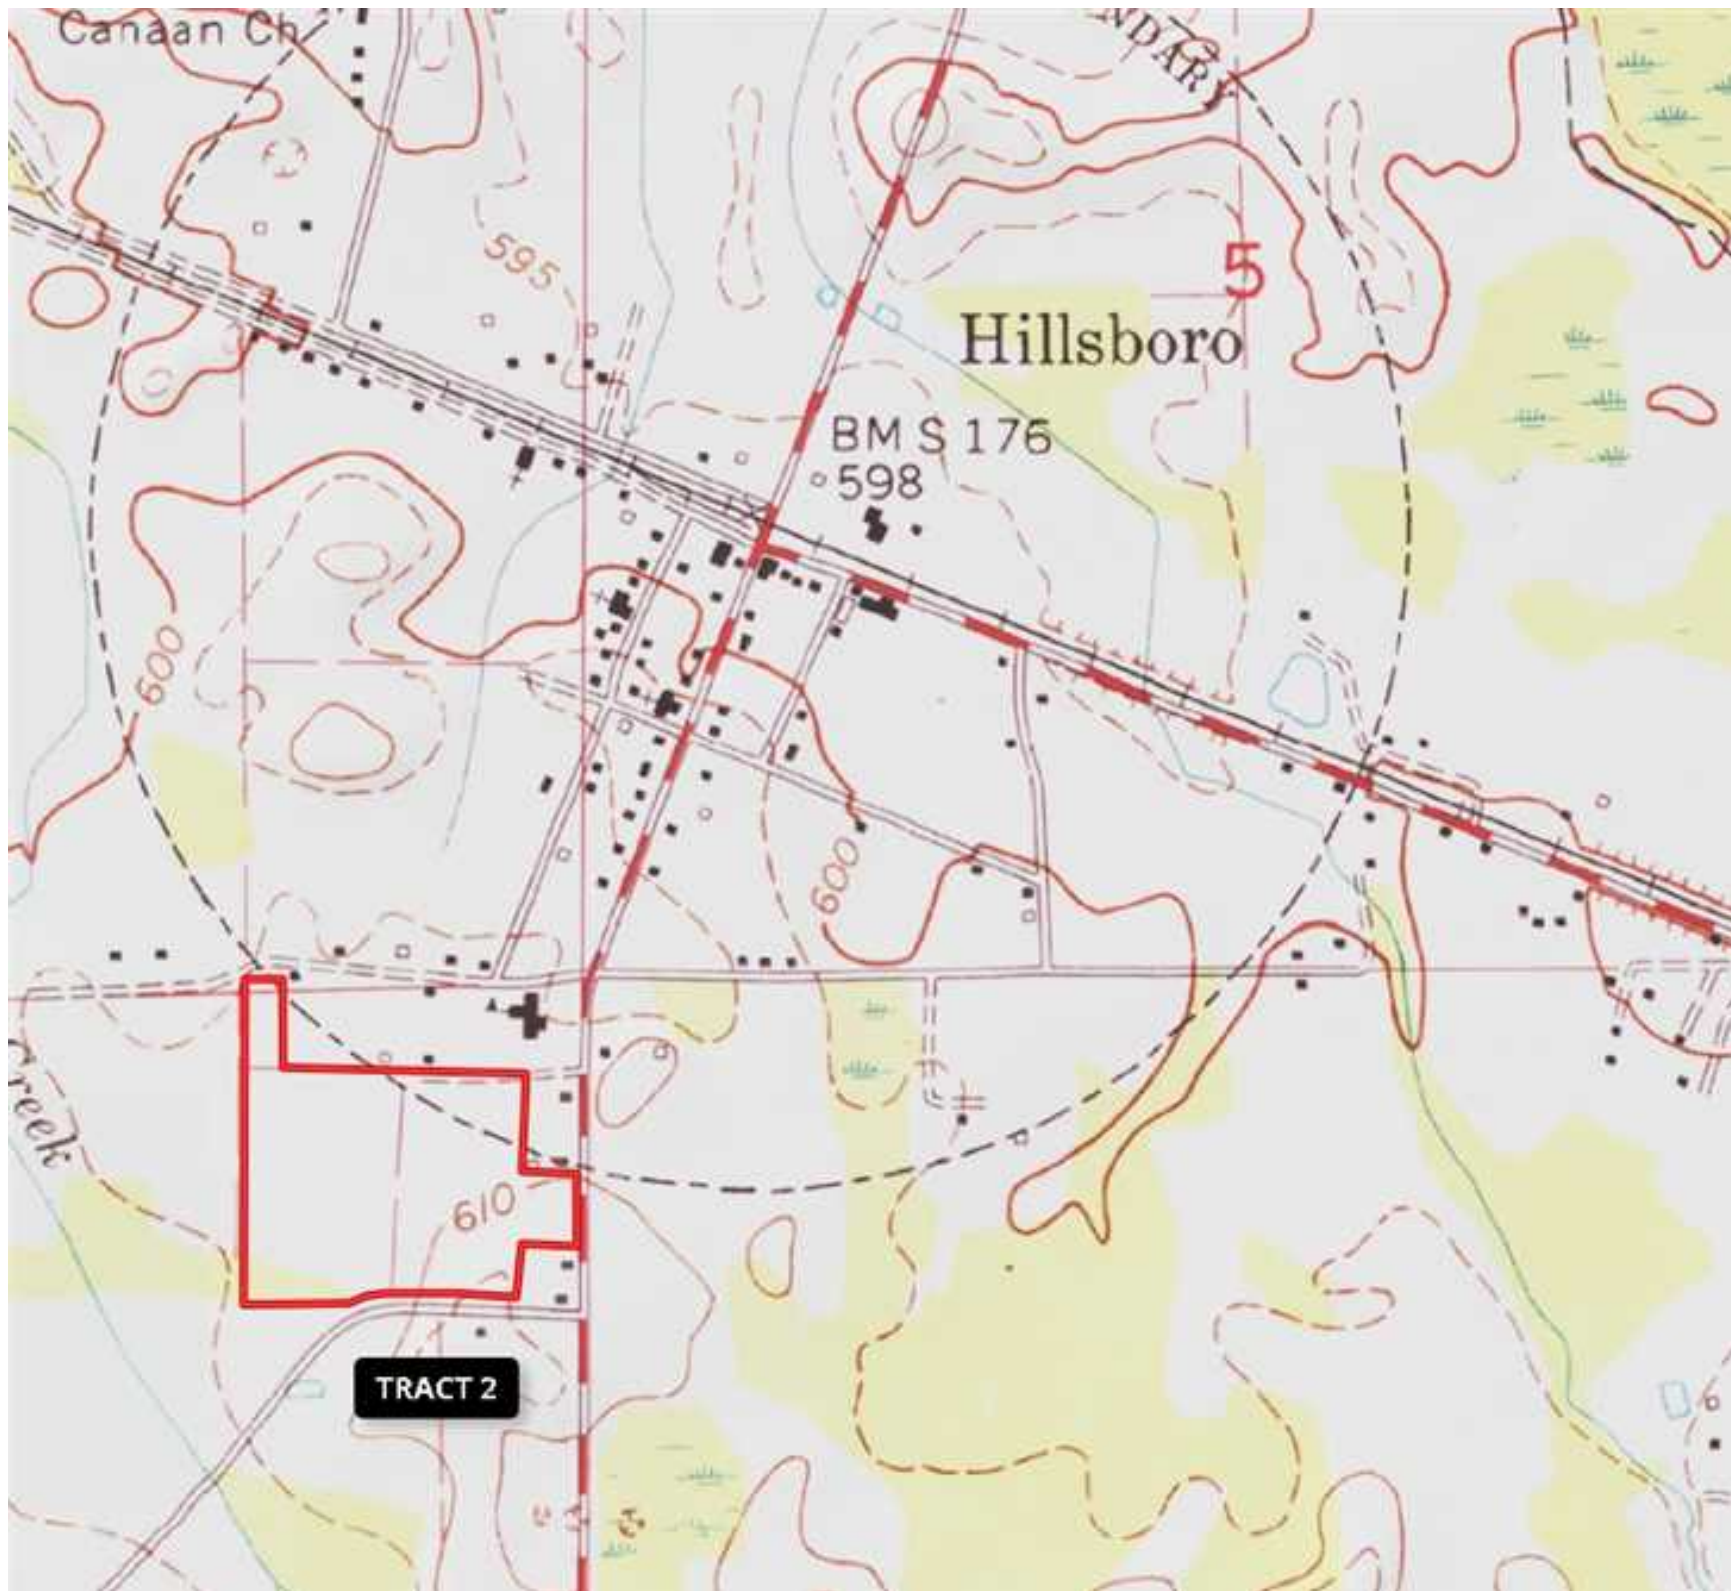 Canaan Ch
NDARY
595
5
Hillsboro
BM S 176
598
600
600
Creek
610
TRACT 2